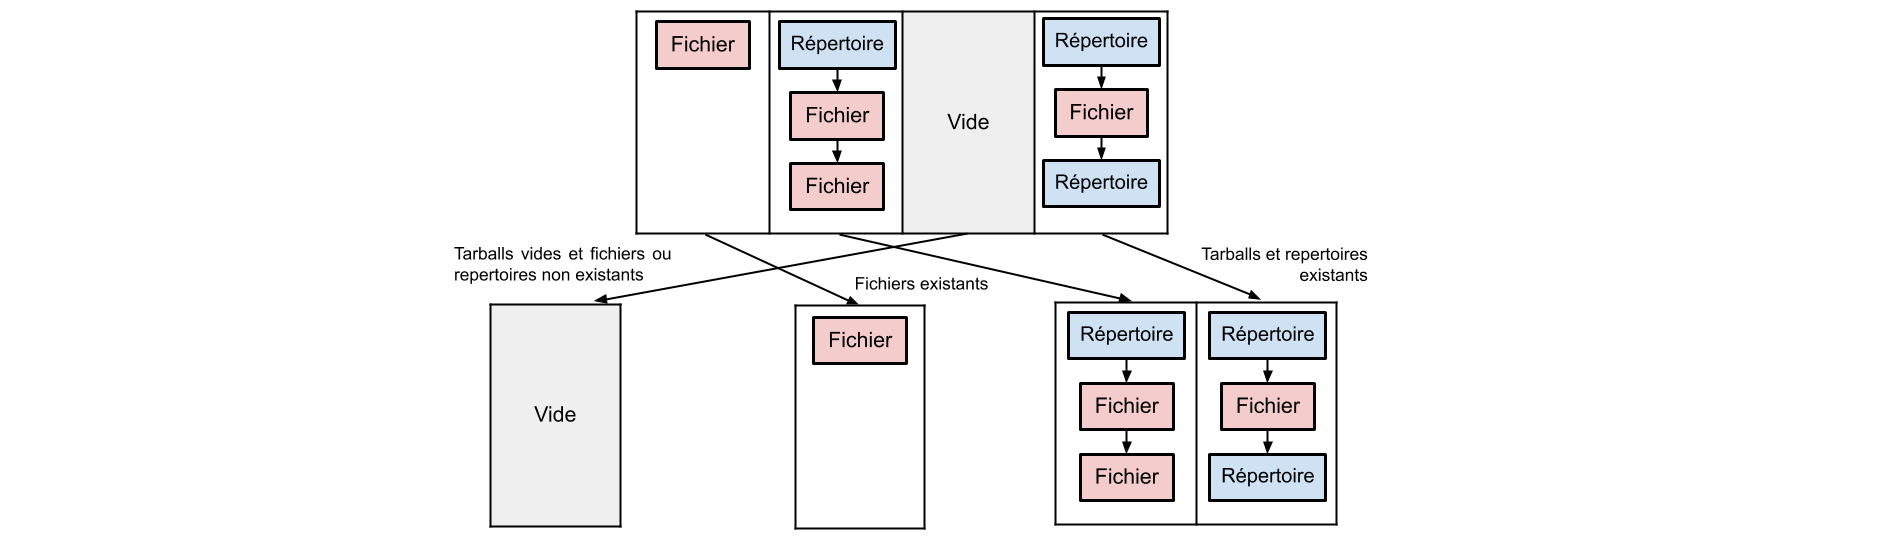 Fichier
Répertoire
Fichier
Fichier
Vide
Répertoire
Fichier
Répertoire
Tarballs vides et fichiers ou
repertoires non existants
Fichiers existants
Tarballs et repertoires
existants
Vide
Fichier
Répertoire
Fichier
Fichier
Répertoire
Fichier
Répertoire